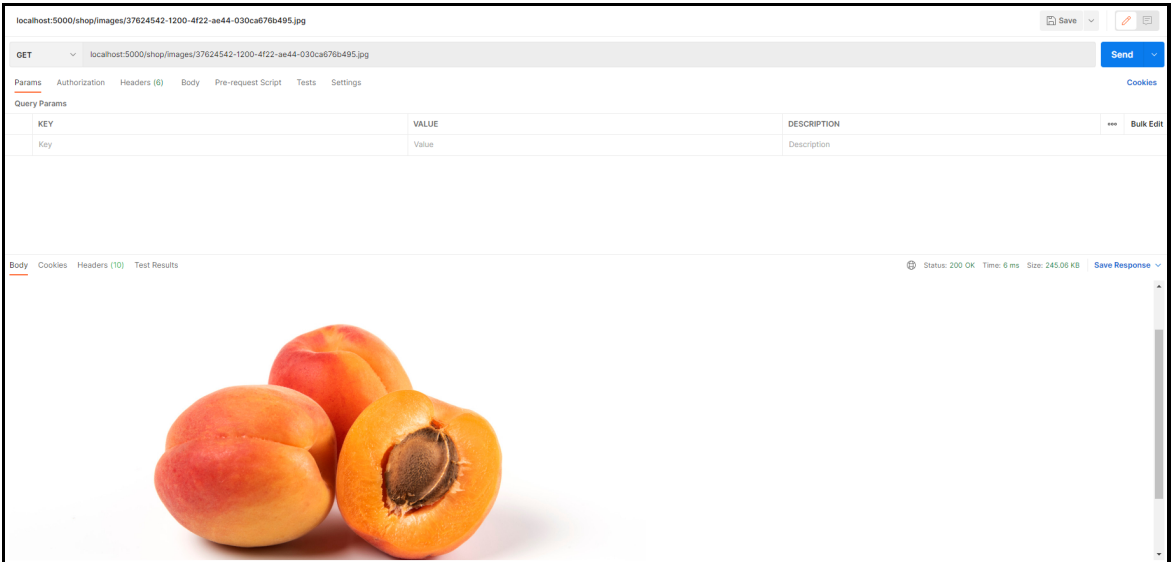 localhost:5000/shop/images/37624542-1200-4f22-ae44-030ca676b495.jpg Save
GET localhost:5000/shop/images/37624542-1200-4f22-ae44-030ca676b495.jpg Send
Params Authorization Headers (6) Body Pre-request Script Tests Settings Cookies
Query Params
KEY VALUE DESCRIPTION Bulk Edit
Key Value Description
Body Cookies Headers (10) Test Results Status: 200 OK Time: 6 ms Size: 245.06 KB Save Response